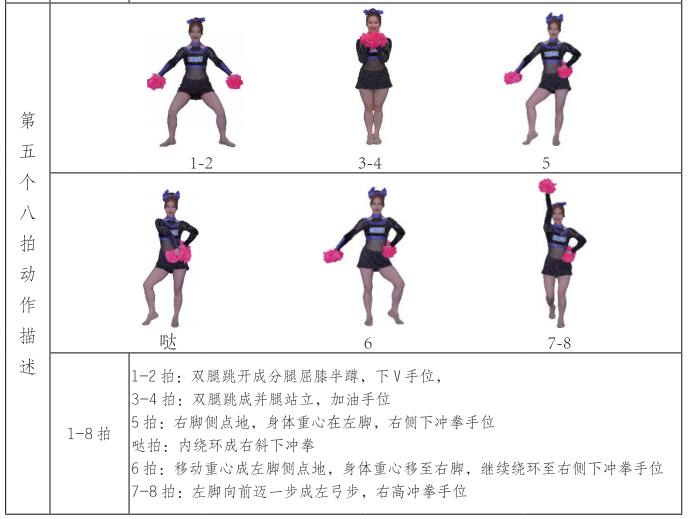 第五个八拍动作描述
1-2
3-4
5
哒
6
7-8
1-8 拍
1-2 拍：双腿跳开成分腿屈膝半蹲，下 V 手位，
3-4 拍：双腿跳成并腿站立，加油手位
5 拍：右脚侧点地，身体重心在左脚，右侧下冲拳手位
哒拍：内绕环成右斜下冲拳
6 拍：移动重心成左脚侧点地，身体重心移至右脚，继续绕环至右侧下冲拳手位
7-8 拍：左脚向前迈一步成左弓步，右高冲拳手位